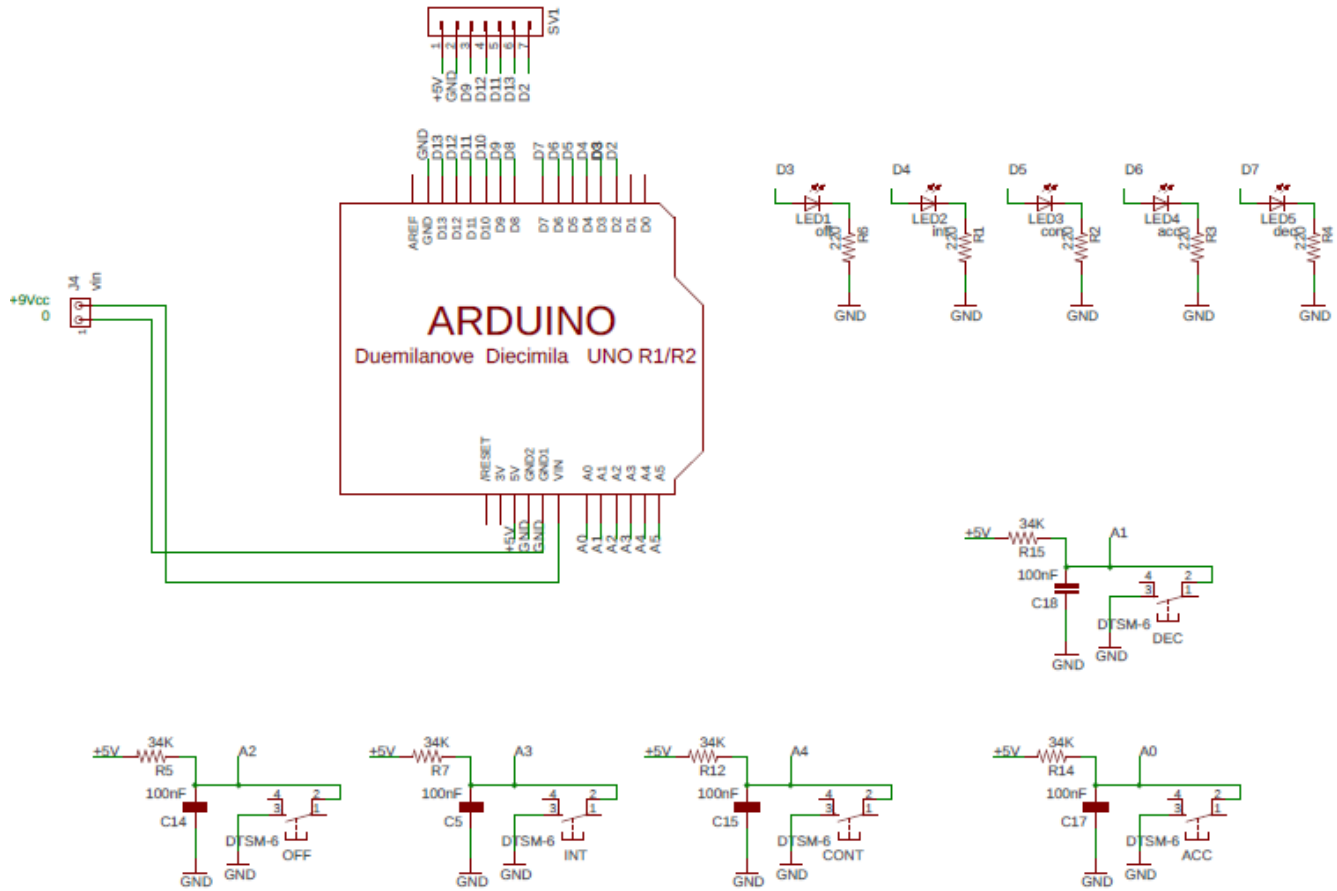 SV1
1 2 3 4 5 6 7
+5V GND D9 D12 D11 D13 D2
GND D13 D12 D11 D10 D9 D8 D7 D6 D5 D4 D3 D2
AREF GND D13 D12 D11 D10 D9 D8 D7 D6 D5 D4 D3 D2 D1 D0
D3 D4 D5 D6 D7
LED1 LED2 LED3 LED4 LED5
off int con acc dec
220 R6 220 R1 220 R2 220 R3 220 R4
GND GND GND GND GND
J4 vin
+9Vcc
0
1
ARDUINO
Duemilanove Diecimila UNO R1/R2
/RESET 3V 5V GND2 GND1 VIN A0 A1 A2 A3 A4 A5
+5V GND GND A0 A1 A2 A3 A4 A5
+5V 34K A1
R15
100nF 4 2
3 1
C18
DTSM-6
DEC
GND GND
+5V 34K A2
R5
100nF 4 2
3 1
C14
DTSM-6
OFF
GND GND
+5V 34K A3
R7
100nF 4 2
3 1
C5
DTSM-6
INT
GND GND
+5V 34K A4
R12
100nF 4 2
3 1
C15
DTSM-6
CONT
GND GND
+5V 34K A0
R14
100nF 4 2
3 1
C17
DTSM-6
ACC
GND GND